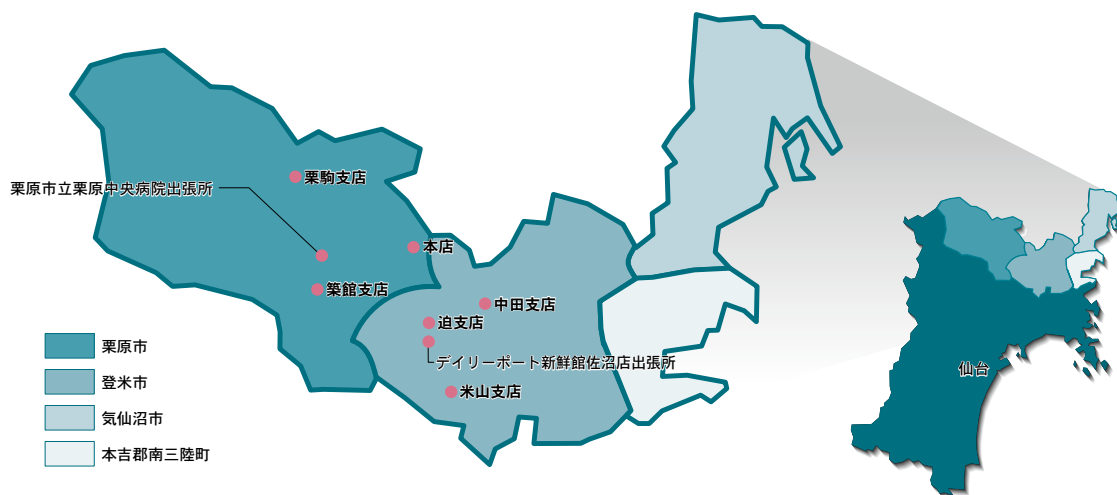 栗駒支店
栗原市立栗原中央病院出張所
本店
築館支店
中田支店
迫支店
デイリーポート新鮮館佐沼店出張所
米山支店
仙台
栗原市
登米市
気仙沼市
本吉郡南三陸町